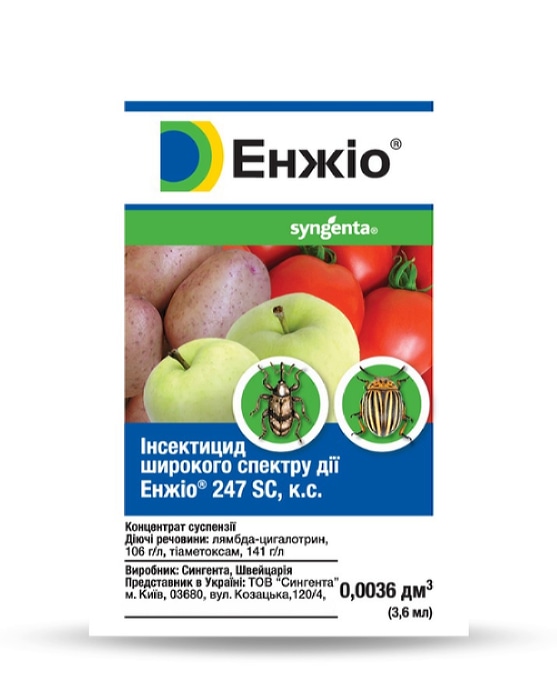 Енжіо®
syngenta®
Інсектицид
широкого спектру дії
Енжіо® 247 SC, к.с.
Концентрат суспензії
Діючі речовини: лямбда-цигалотрин,
106 г/л, тіаметоксам, 141 г/л
Виробник: Сингента, Швейцарія
Представник в Україні: ТОВ “Сингента”
м. Київ, 03680, вул. Козацька,120/4,
0,0036 дм³
(3,6 мл)